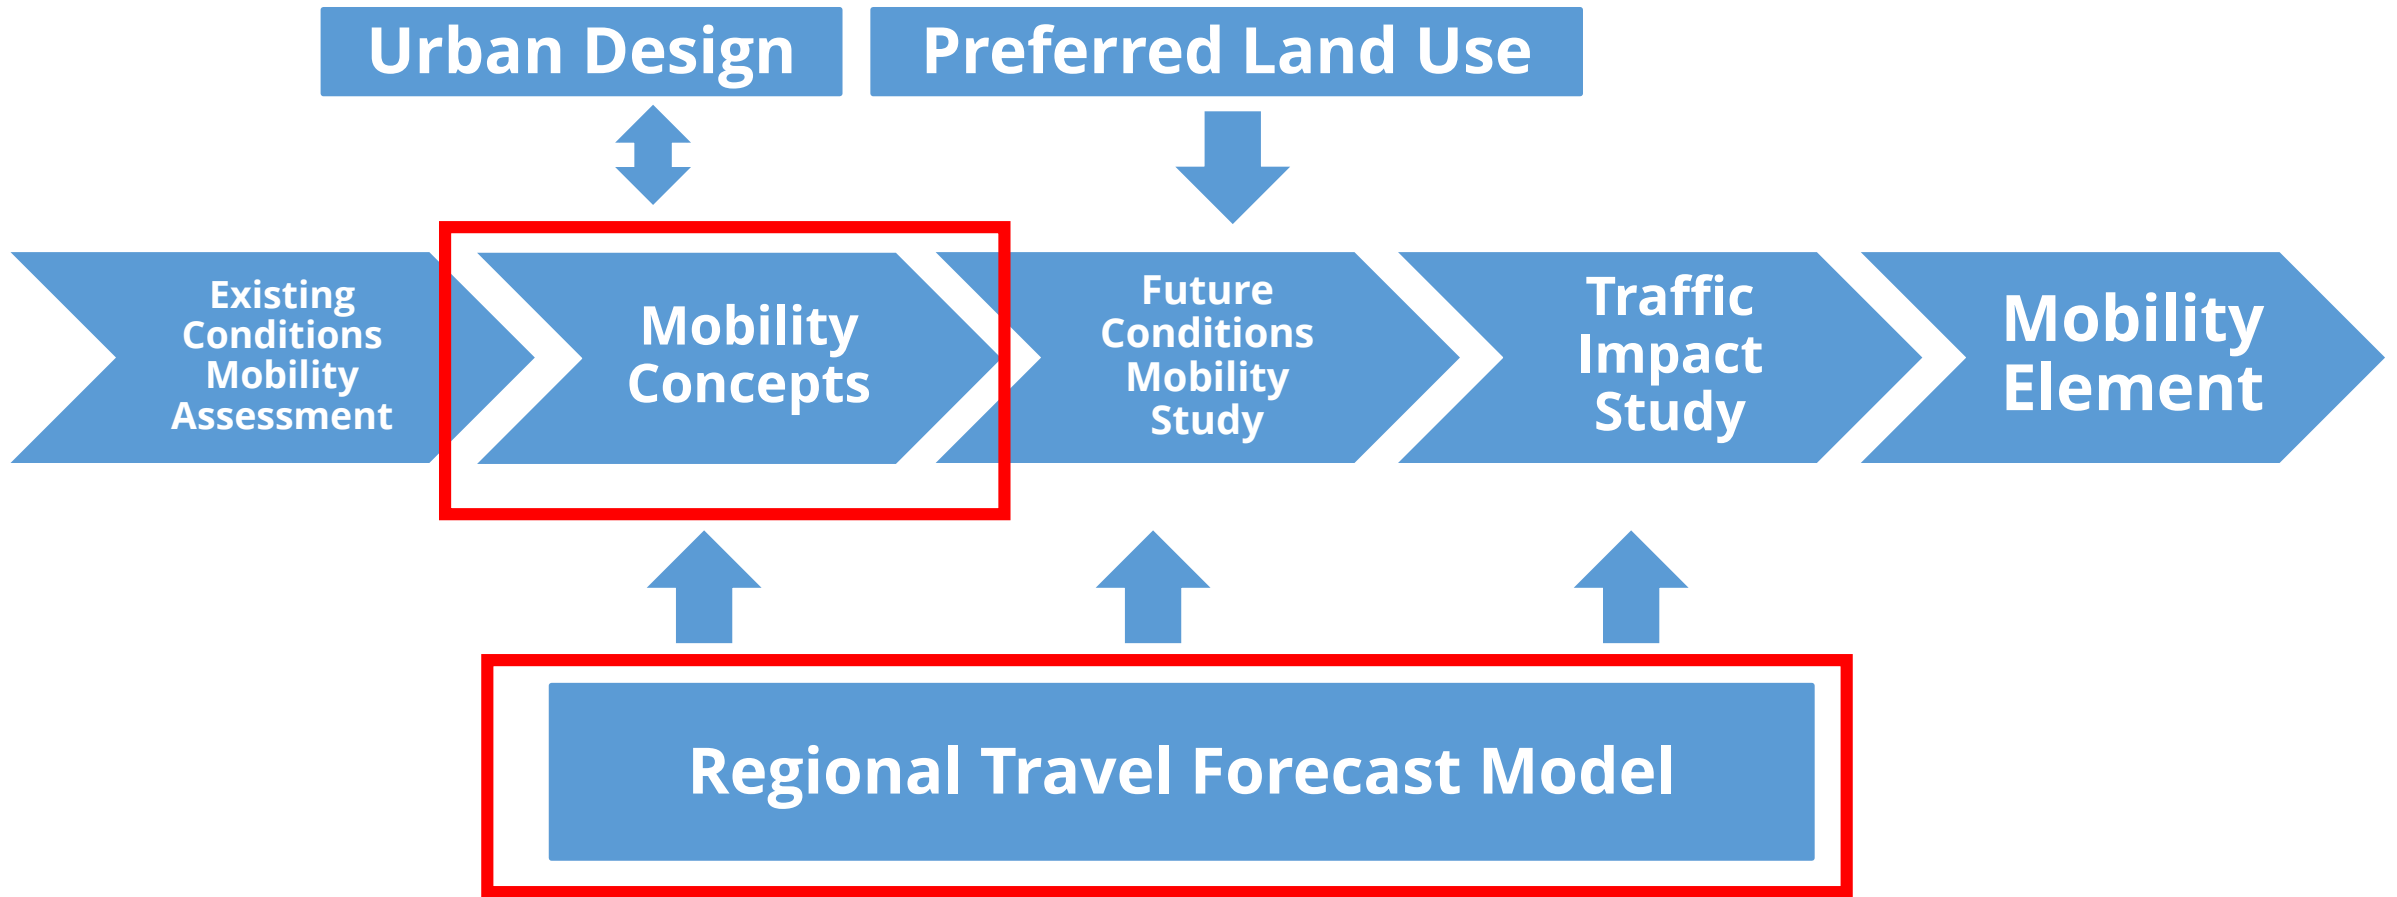 Urban Design
Preferred Land Use
Existing
Conditions
Mobility
Assessment
Mobility
Concepts
Future
Conditions
Mobility
Study
Traffic
Impact
Study
Mobility
Element
Regional Travel Forecast Model